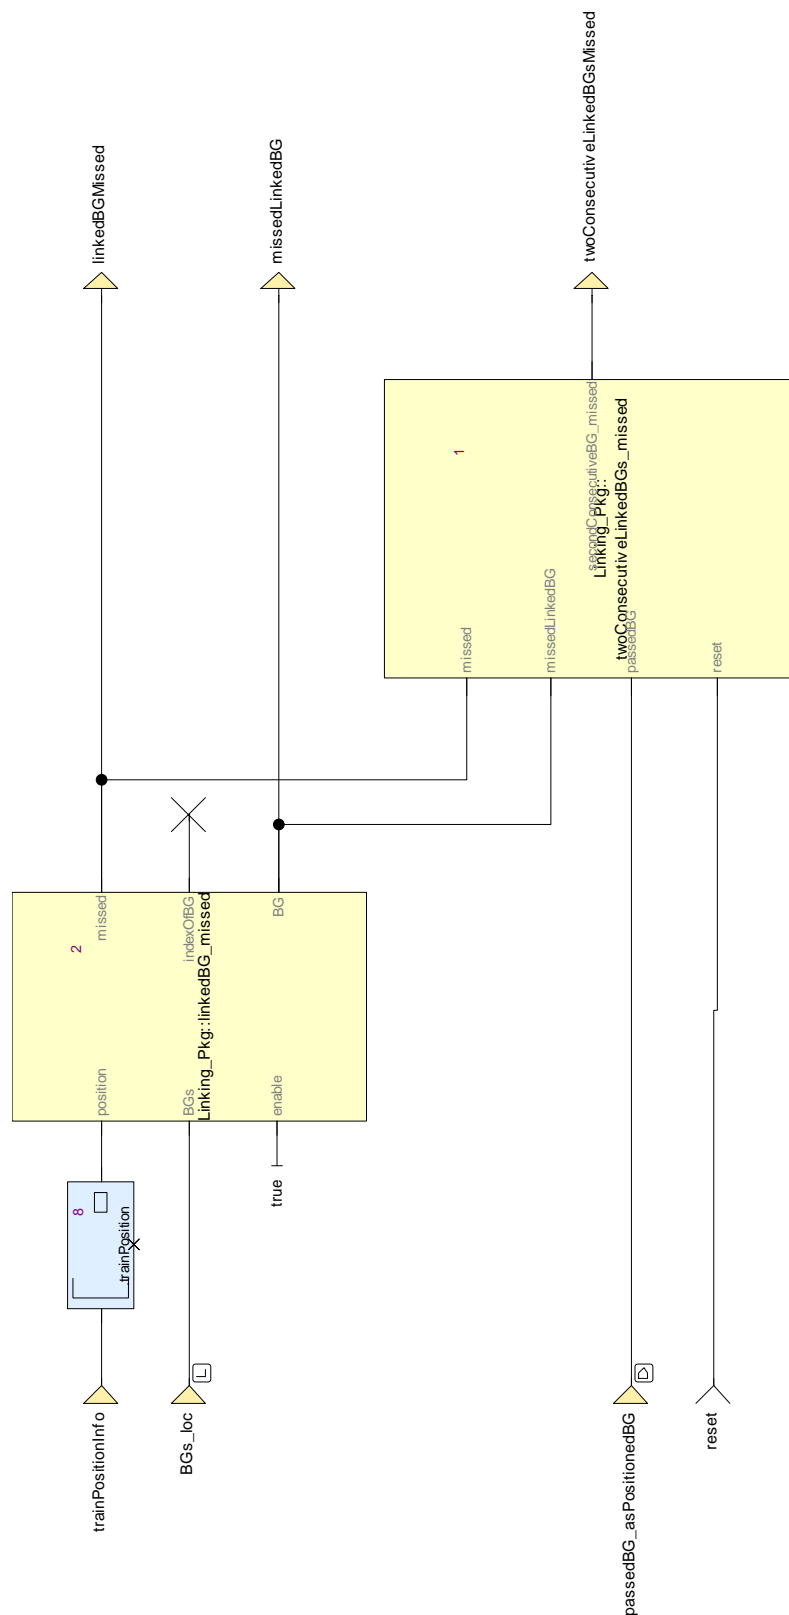 linkedBGMissed
missedLinkedBG
twoConsecutiveLinkedBGsMissed
1
secondConsecutiveBG_missed
Linking_Pkg::
twoConsecutiveLinkedBGs_missed
missed
missedLinkedBG
passedBG
reset
2
missed
indexOfBG
BG
Linking_Pkg::linkedBG_missed
position
BGs
enable
true
8
.trainPosition
L
D
trainPositionInfo
BGs_loc
passedBG_asPositionedBG
reset